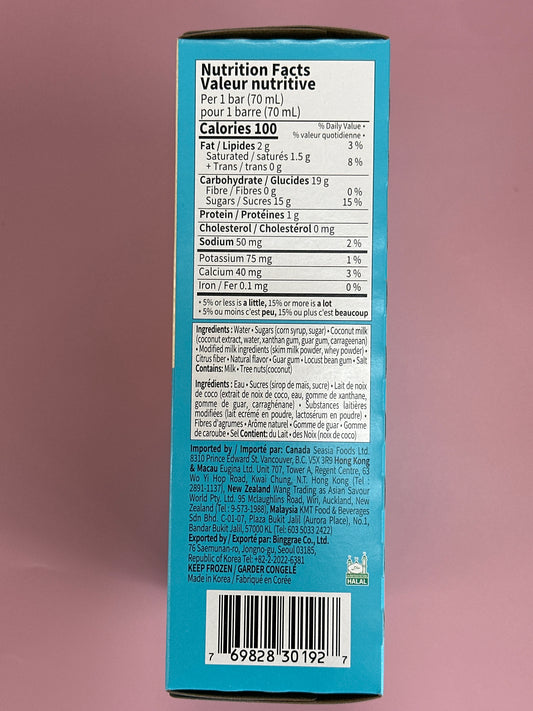 Nutrition Facts
Valeur nutritive
Per 1 bar (70 mL)
pour 1 barre (70 mL)
Calories 100 % Daily Value •
% valeur quotidienne •
Fat / Lipides 2 g 3 %
Saturated / saturés 1.5 g
+ Trans / trans 0 g 8 %
Carbohydrate / Glucides 19 g
Fibre / Fibres 0 g 0 %
Sugars / Sucres 15 g 15 %
Protein / Protéines 1 g
Cholesterol / Cholestérol 0 mg
Sodium 50 mg 2 %
Potassium 75 mg 1 %
Calcium 40 mg 3 %
Iron / Fer 0.1 mg 0 %
• 5% or less is a little, 15% or more is a lot
• 5% ou moins c'est peu, 15% ou plus c'est beaucoup
Ingredients : Water • Sugars (corn syrup, sugar) • Coconut milk
(coconut extract, water, xanthan gum, guar gum, carrageenan)
• Modified milk ingredients (skim milk powder, whey powder) •
Citrus fiber • Natural flavor • Guar gum • Locust bean gum • Salt
Contains: Milk • Tree nuts(coconut)
Ingrédients : Eau • Sucres (sirop de mais, sucre) • Lait de noix
de coco (extrait de noix de coco, eau, gomme de xanthane,
gomme de guar, carraghénane) • Substances laitières
modifiées (lait ecrémé en poudre, lactosérum en poudre) •
Fibres d'agrumes • Arôme naturel • Gomme de guar • Gomme
de caroube • Sel Contient: du Lait • des Noix (noix de coco)
Imported by / Importé par: Canada Seasia Foods Ltd.
8310 Prince Edward St. Vancouver, B.C. V5X 3R9 Hong Kong
& Macau Eugina Ltd. Unit 707, Tower A, Regent Centre, 63
Wo Yi Hop Road, Kwai Chung, N.T. Hong Kong (Tel :
2891-1137), New Zealand Wang Trading as Asian Savour
World Pty, Ltd. 95 Mclaughlins Road, Wiri, Auckland, New
Zealand (Tel : 9-573-1988), Malaysia KMT Food & Beverages
Sdn Bhd. C-01-07, Plaza Bukit Jalil (Aurora Place), No.1,
Bandar Bukit Jalil, 57000 KL (Tel: 603 5033 2422)
Exported by / Exporté par: Binggrae Co., Ltd.
76 Saemunan-ro, Jongno-gu, Seoul 03185,
Republic of Korea Tel: +82-2-2022-6381
KEEP FROZEN / GARDER CONGELÉ
Made in Korea / Fabriqué en Corée
HALAL
7 69828 30192 7